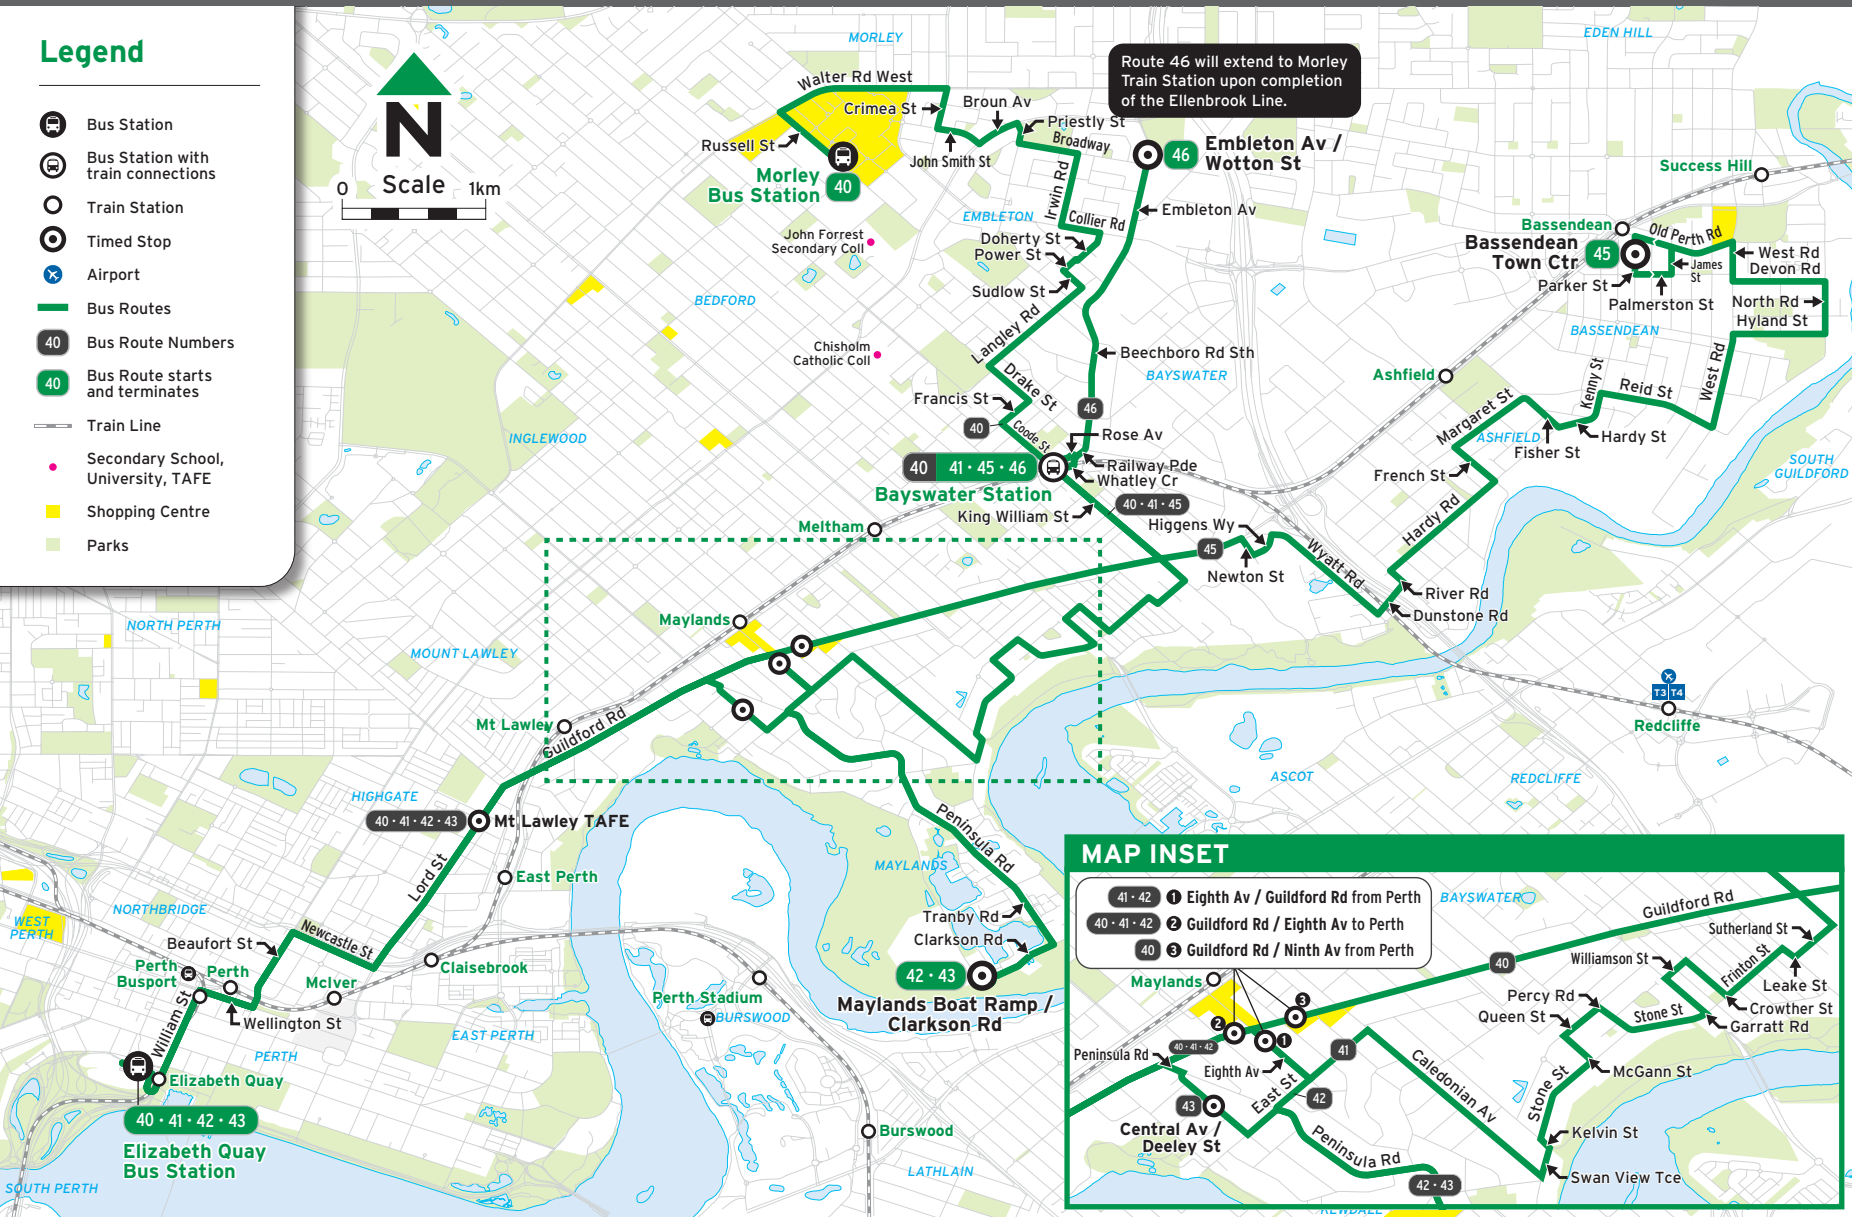 Legend
Bus Station
Bus Station with
train connections
Train Station
Timed Stop
Airport
Bus Routes
40
Bus Route Numbers
40
Bus Route starts
and terminates
Train Line
Secondary School,
University, TAFE
Shopping Centre
Parks
N
0 Scale 1km
MORLEY
EDEN HILL
Route 46 will extend to Morley
Train Station upon completion
of the Ellenbrook Line.
Walter Rd West
Crimea St
Broun Av
Priestly St
Broadway
Russell St
John Smith St
Morley
Bus Station
40
46
Embleton Av /
Wotton St
Success Hill
Irwin Rd
EMBLETON
Collier Rd
Embleton Av
John Forrest
Secondary Coll
Doherty St
Power St
Sudlow St
Bassendean
Bassendean
Town Ctr
45
Old Perth Rd
West Rd
Devon Rd
James
St
Parker St
Palmerston St
North Rd
Hyland St
BASSENDEAN
BEDFORD
Langley Rd
Chisholm
Catholic Coll
Beechboro Rd Sth
BAYSWATER
Ashfield
Drake St
Francis St
46
40
Coode St
Rose Av
Kenny St
Reid St
West Rd
Margaret St
ASHFIELD
Hardy St
Fisher St
INGLEWOOD
40 41 • 45 • 46
Bayswater Station
Railway Pde
Whatley Cr
King William St
40 • 41 • 45
French St
SOUTH
GUILDFORD
Hardy Rd
Meltham
Higgens Wy
45
Newton St
Wyatt Rd
River Rd
Dunstone Rd
NORTH PERTH
MOUNT LAWLEY
Maylands
T3 T4
Redcliffe
Mt Lawley
Guildford Rd
ASCOT
REDCLIFFE
HIGHGATE
40 • 41 • 42 • 43
Mt Lawley TAFE
Peninsula Rd
MAYLANDS
Lord St
East Perth
NORTHBRIDGE
WEST
PERTH
Beaufort St
Newcastle St
Tranby Rd
Clarkson Rd
42 • 43
Maylands Boat Ramp /
Clarkson Rd
Perth
Busport
Perth
McIver
Claisebrook
Wellington St
William St
Perth Stadium
BURSWOOD
EAST PERTH
PERTH
Elizabeth Quay
40 • 41 • 42 • 43
Elizabeth Quay
Bus Station
SOUTH PERTH
Burswood
LATHLAIN
MAP INSET
41 • 42 1 Eighth Av / Guildford Rd from Perth
40 • 41 • 42 2 Guildford Rd / Eighth Av to Perth
40 3 Guildford Rd / Ninth Av from Perth
BAYSWATER
Guildford Rd
Sutherland St
Williamson St
Frinton St
Leake St
Crowther St
Garratt Rd
40
Maylands
Percy Rd
Queen St
Stone St
3
2
1
40 • 41 • 42
Peninsula Rd
Eighth Av
41
42
East St
43
Central Av /
Deeley St
Caledonian Av
McGann St
Stone St
Kelvin St
Swan View Tce
Peninsula Rd
42 • 43
KEWDALE